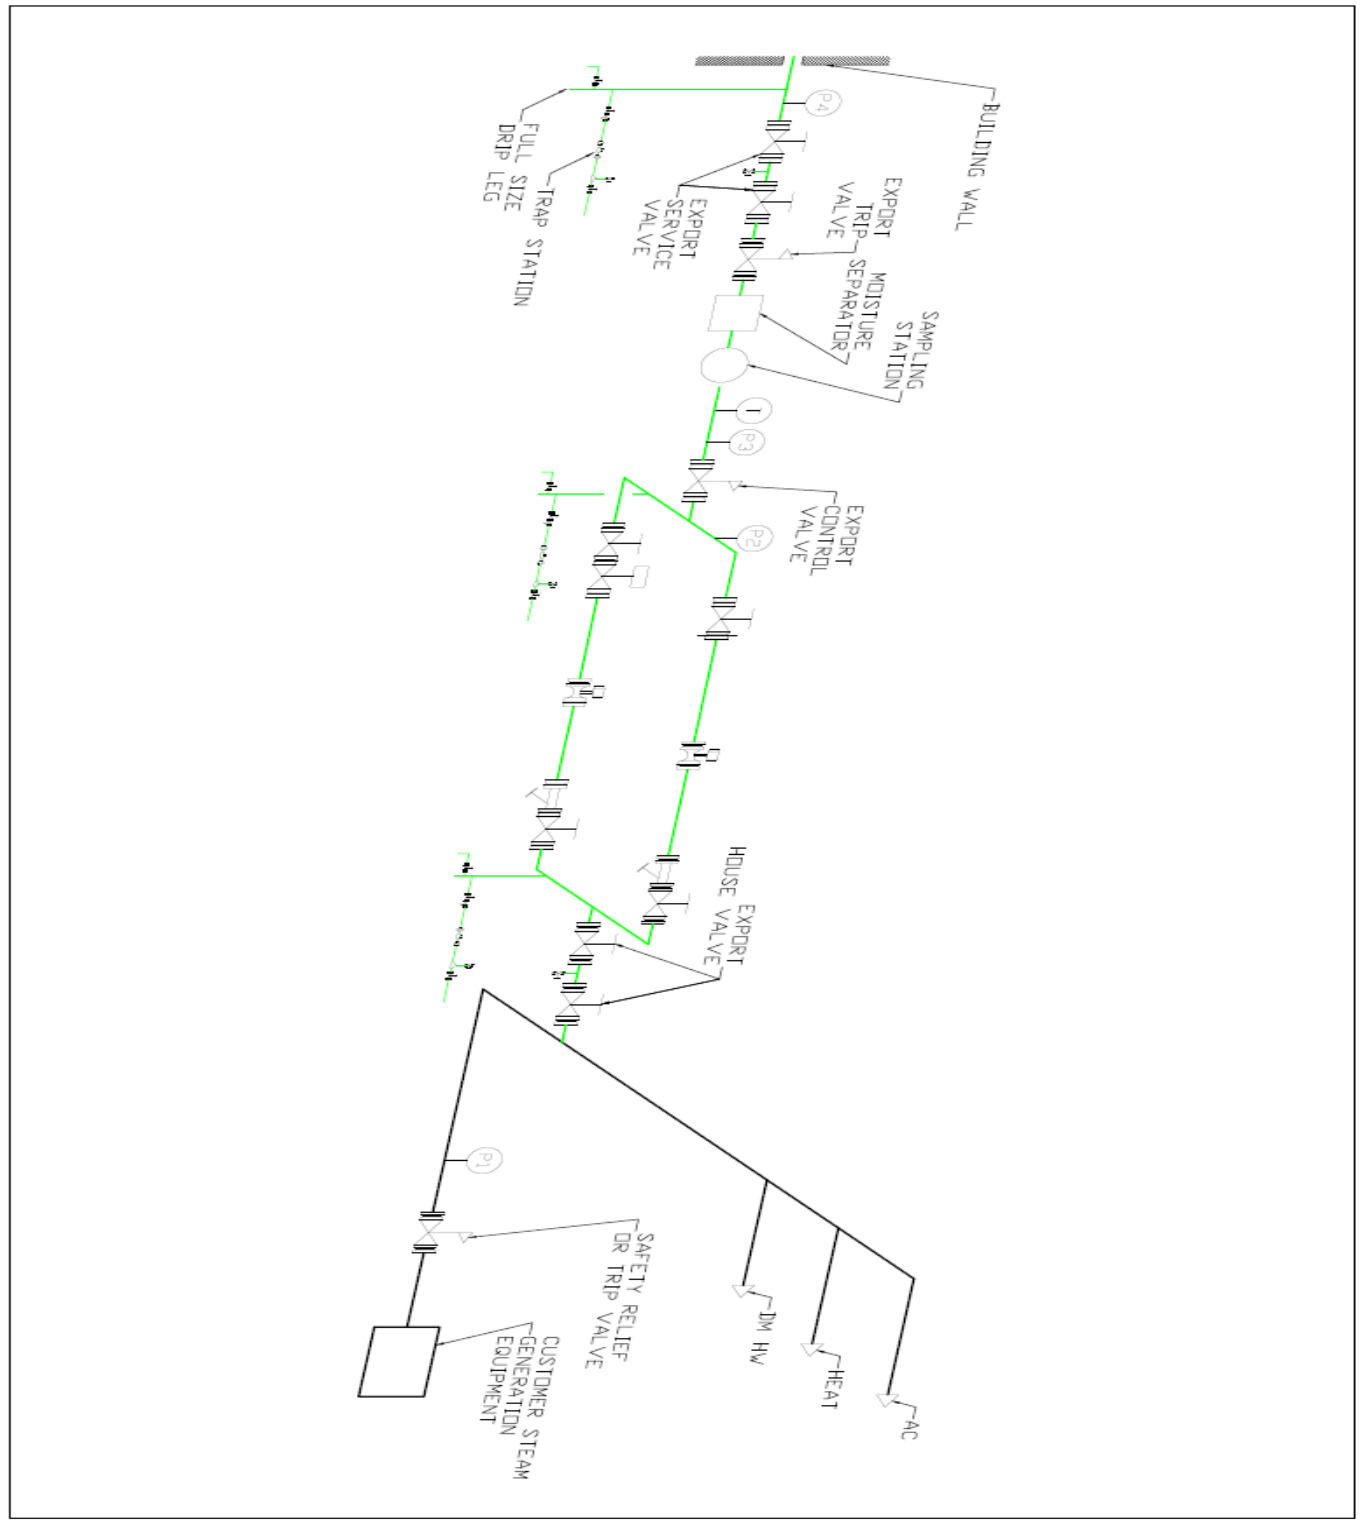 BUILDING WALL
P4
FULL SIZE
DRIP LEG
TRAP STATION
EXPORT
SERVICE
VALVE
EXPORT
TRIP
VALVE
MOISTURE
SEPARATOR
SAMPLING
STATION
T
P3
EXPORT
CONTROL
VALVE
P2
EXPORT
HOUSE VALVE
P1
SAFETY RELIEF
OR TRIP VALVE
CUSTOMER STEAM
GENERATION
EQUIPMENT
DM HW
HEAT
AC